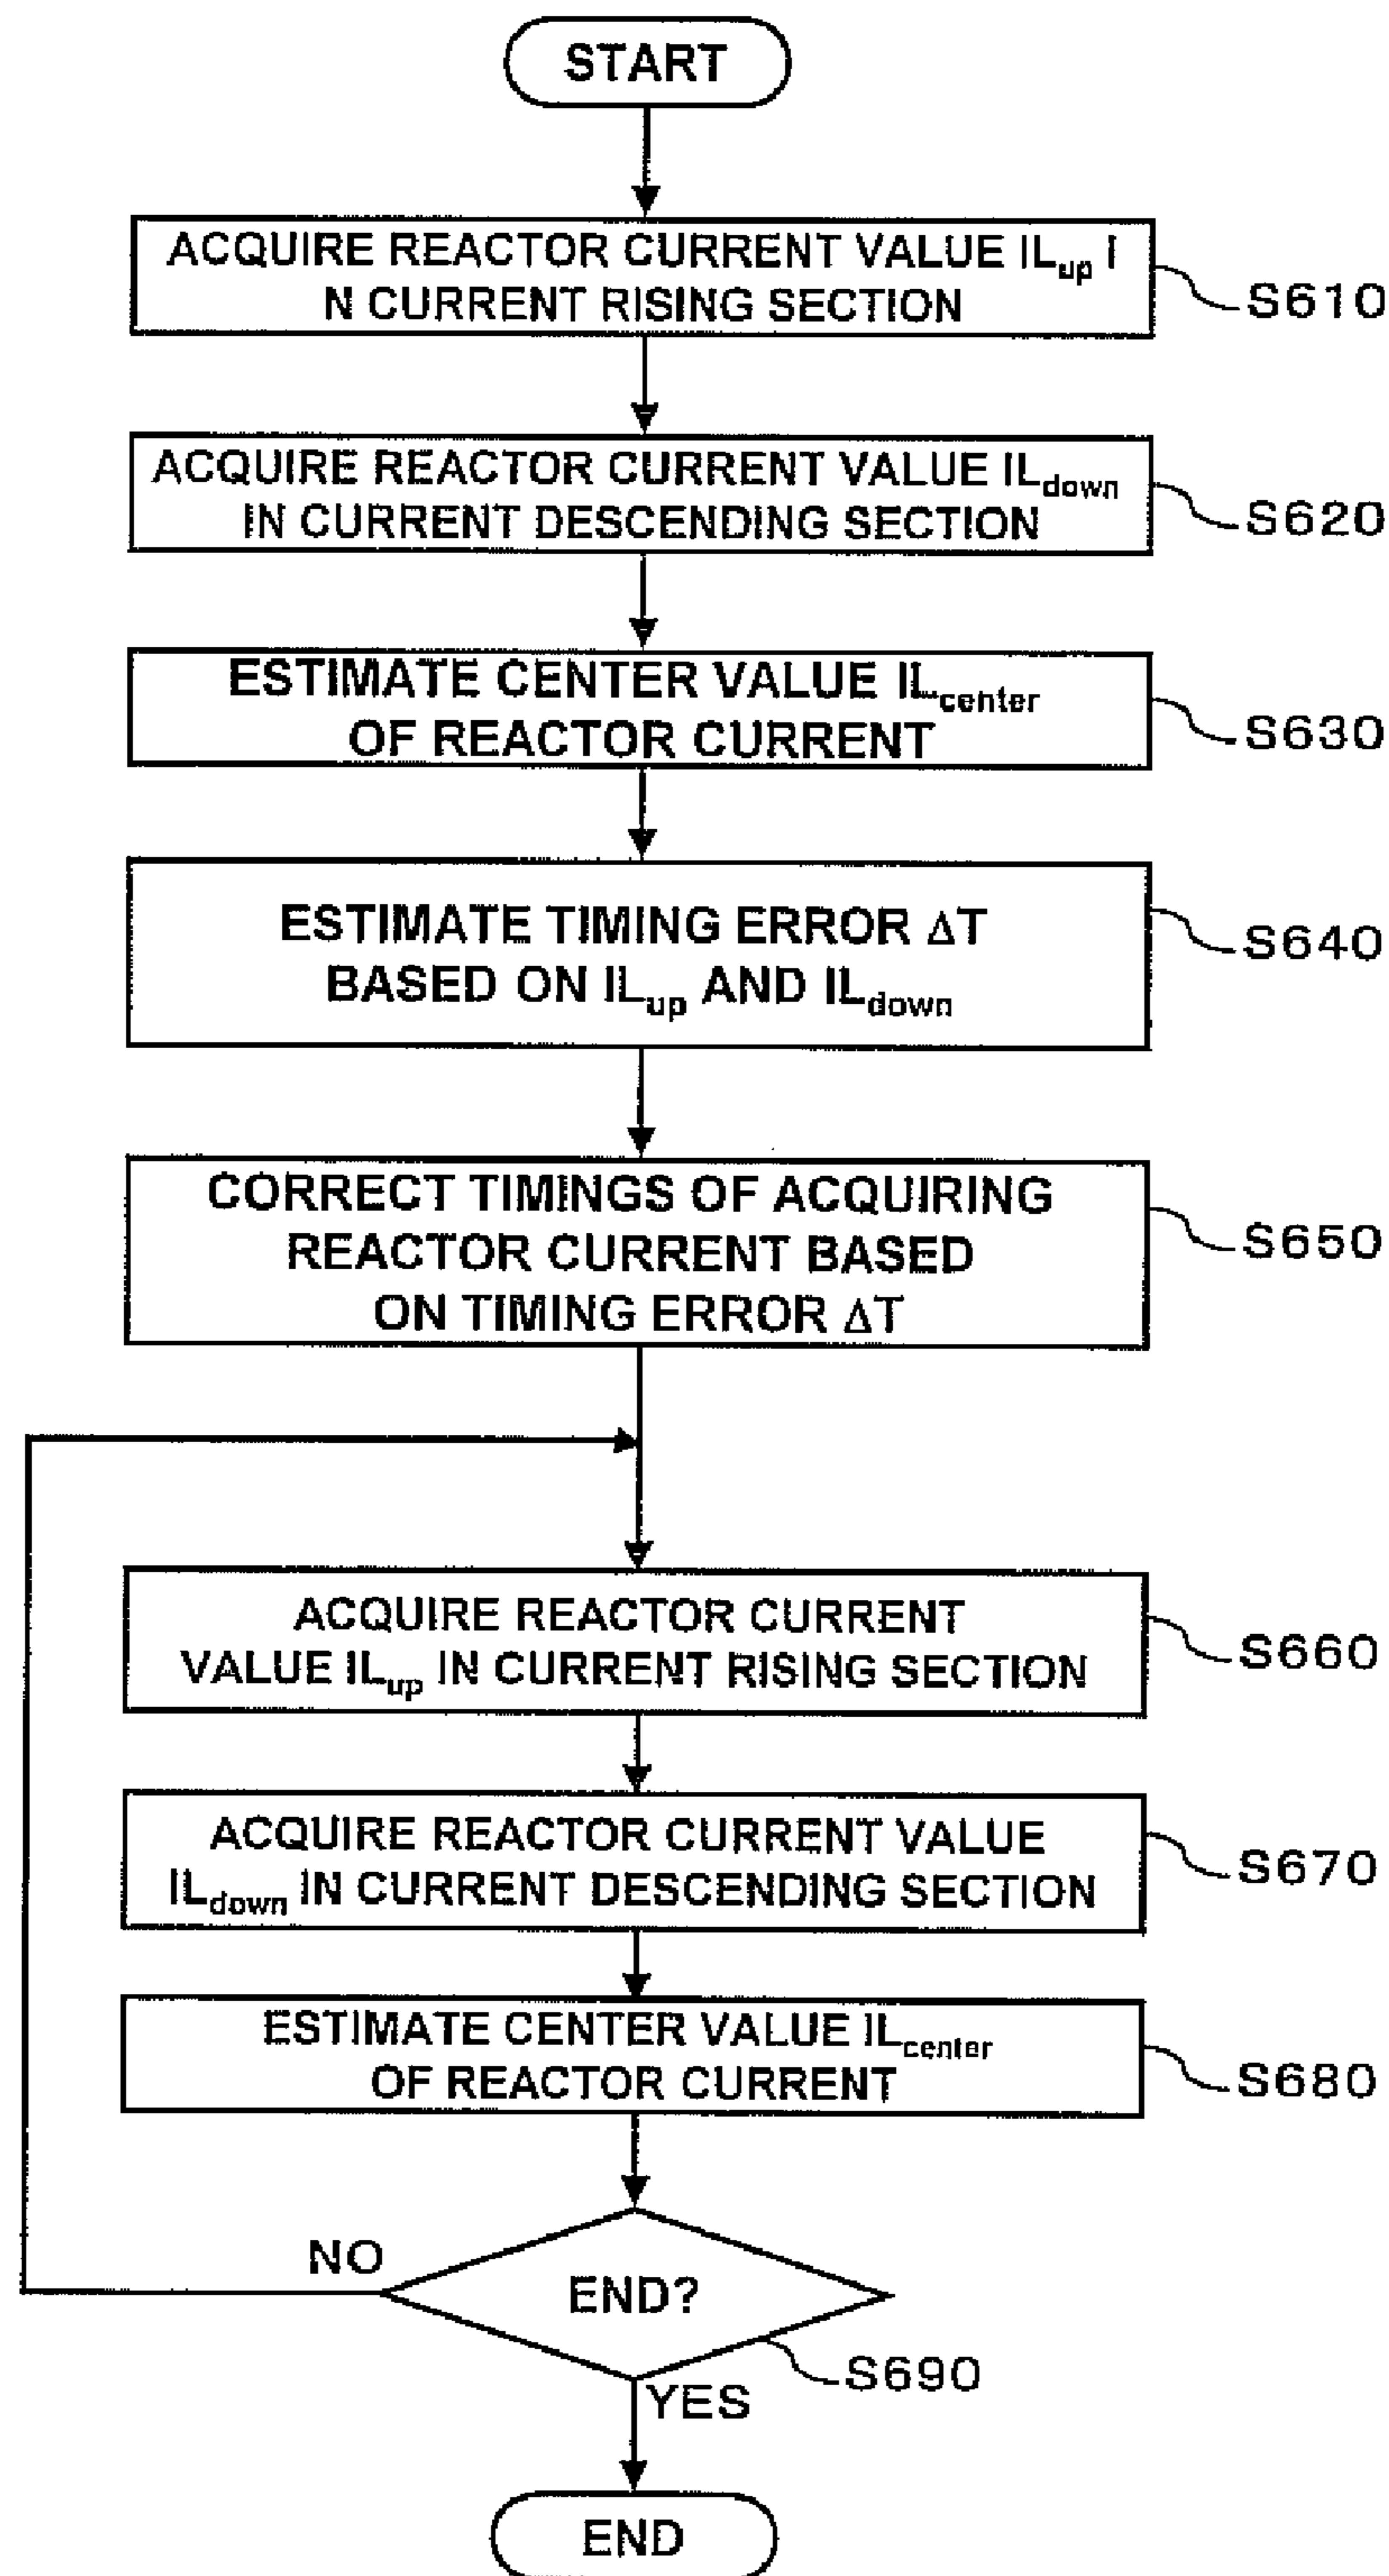 START
ACQUIRE REACTOR CURRENT VALUE ILup I
N CURRENT RISING SECTION
S610
ACQUIRE REACTOR CURRENT VALUE ILdown
IN CURRENT DESCENDING SECTION
S620
ESTIMATE CENTER VALUE ILcenter
OF REACTOR CURRENT
S630
ESTIMATE TIMING ERROR ΔT
BASED ON ILup AND ILdown
S640
CORRECT TIMINGS OF ACQUIRING
REACTOR CURRENT BASED
ON TIMING ERROR ΔT
S650
ACQUIRE REACTOR CURRENT
VALUE ILup IN CURRENT RISING SECTION
S660
ACQUIRE REACTOR CURRENT VALUE
ILdown IN CURRENT DESCENDING SECTION
S670
ESTIMATE CENTER VALUE ILcenter
OF REACTOR CURRENT
S680
NO
END?
S690
YES
END